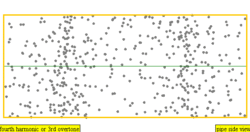 fourth harmonic or 3rd overtone
pipe side view